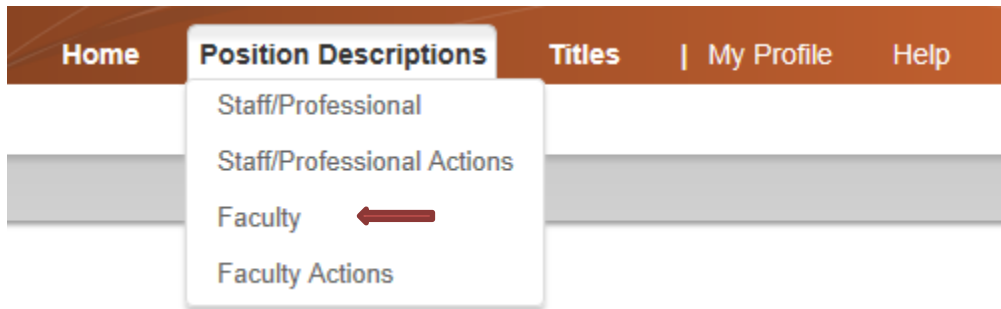 Home Position Descriptions Titles | My Profile Help
Staff/Professional
Staff/Professional Actions
Faculty
Faculty Actions